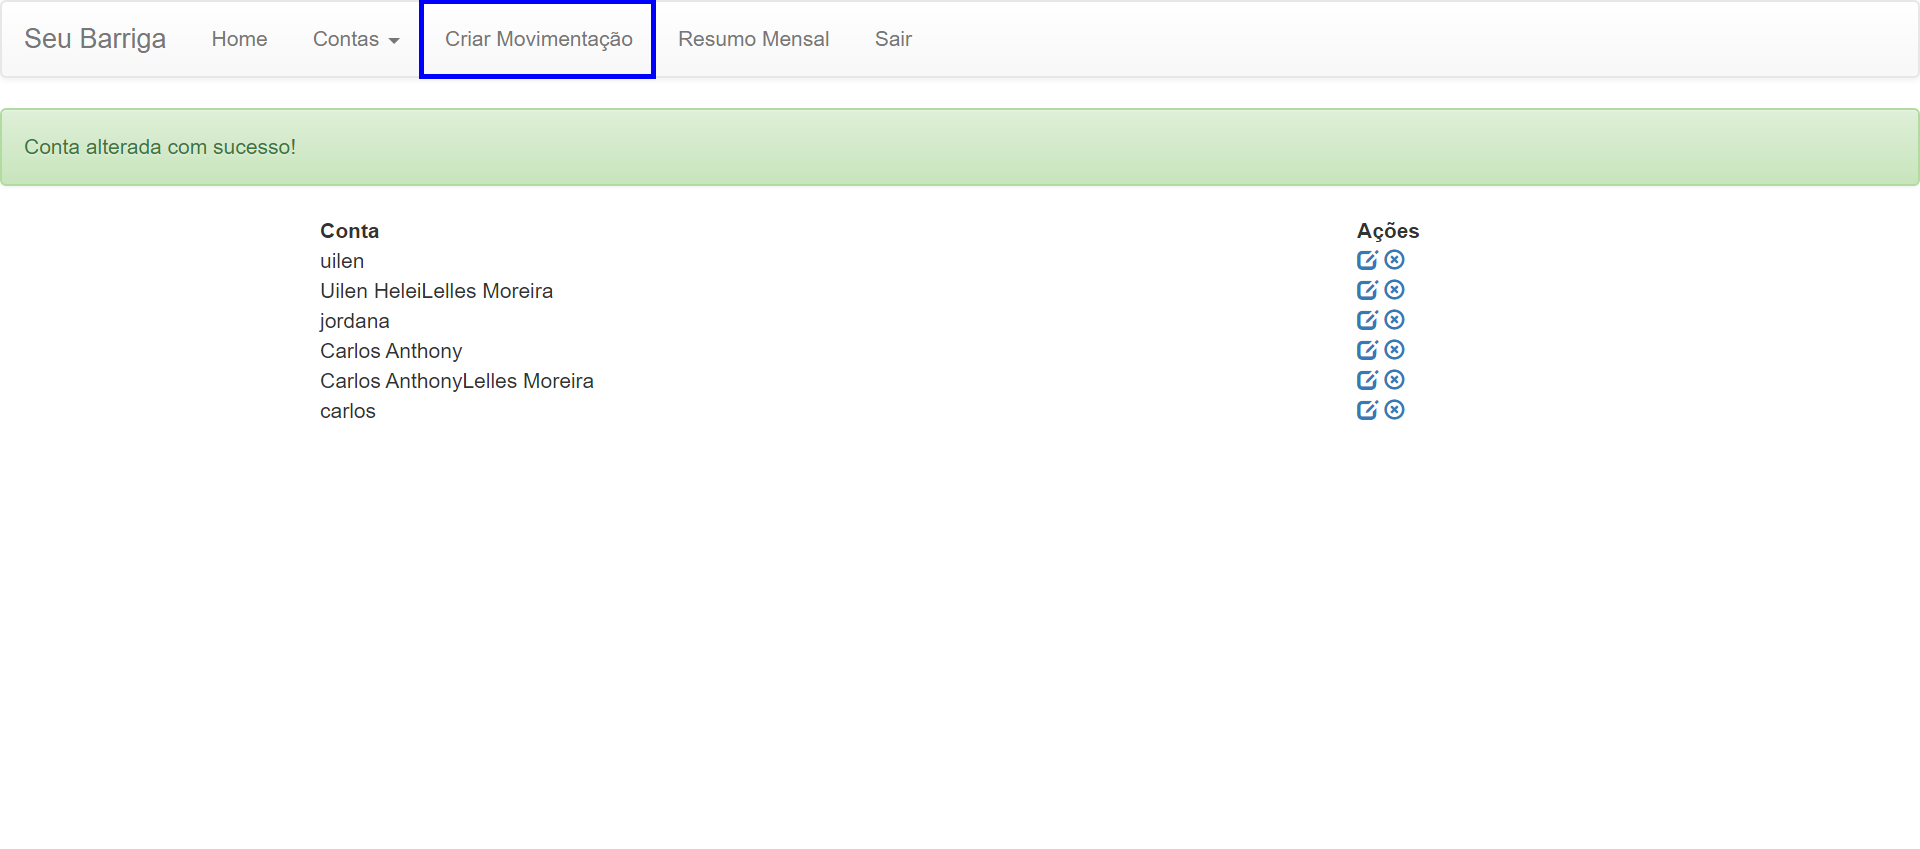 Seu Barriga Home Contas Criar Movimentação Resumo Mensal Sair
Conta alterada com sucesso!
Conta Ações
uilen
Uilen HeleiLelles Moreira
jordana
Carlos Anthony
Carlos AnthonyLelles Moreira
carlos